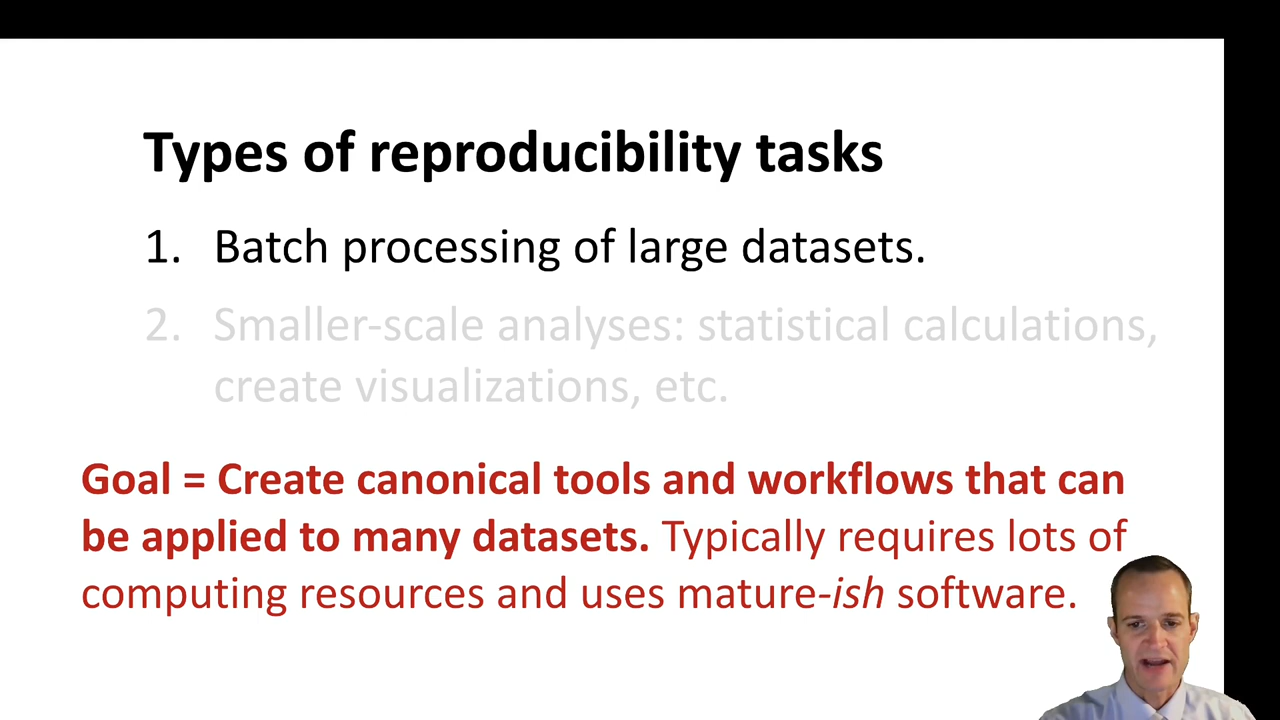 Types of reproducibility tasks
1. Batch processing of large datasets.
2. Smaller-scale analyses: statistical calculations,
create visualizations, etc.
Goal = Create canonical tools and workflows that can
be applied to many datasets. Typically requires lots of
computing resources and uses mature-ish software.